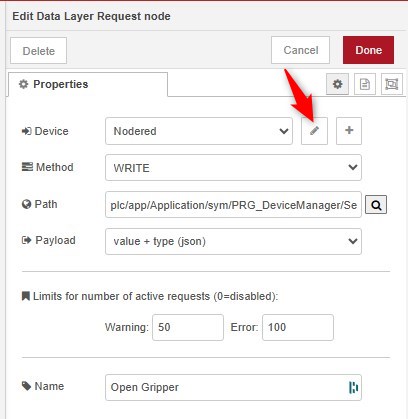 Edit Data Layer Request node
Delete
Cancel
Done
Properties
Device
Nodered
Method
WRITE
Path
plc/app/Application/sym/PRG_DeviceManager/Se
Payload
value + type (json)
Limits for number of active requests (0=disabled):
Warning: 50 Error: 100
Name
Open Gripper